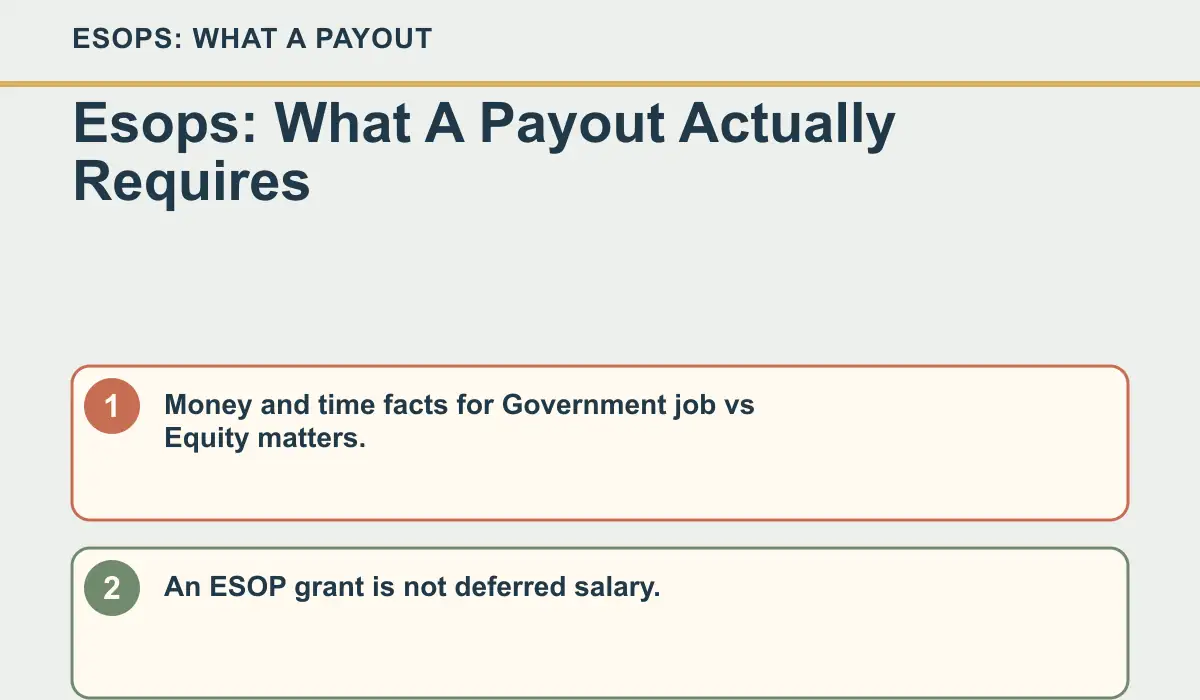 ESOPS: WHAT A PAYOUT
Esops: What A Payout Actually
Requires
1
Money and time facts for Government job vs
Equity matters.
2
An ESOP grant is not deferred salary.